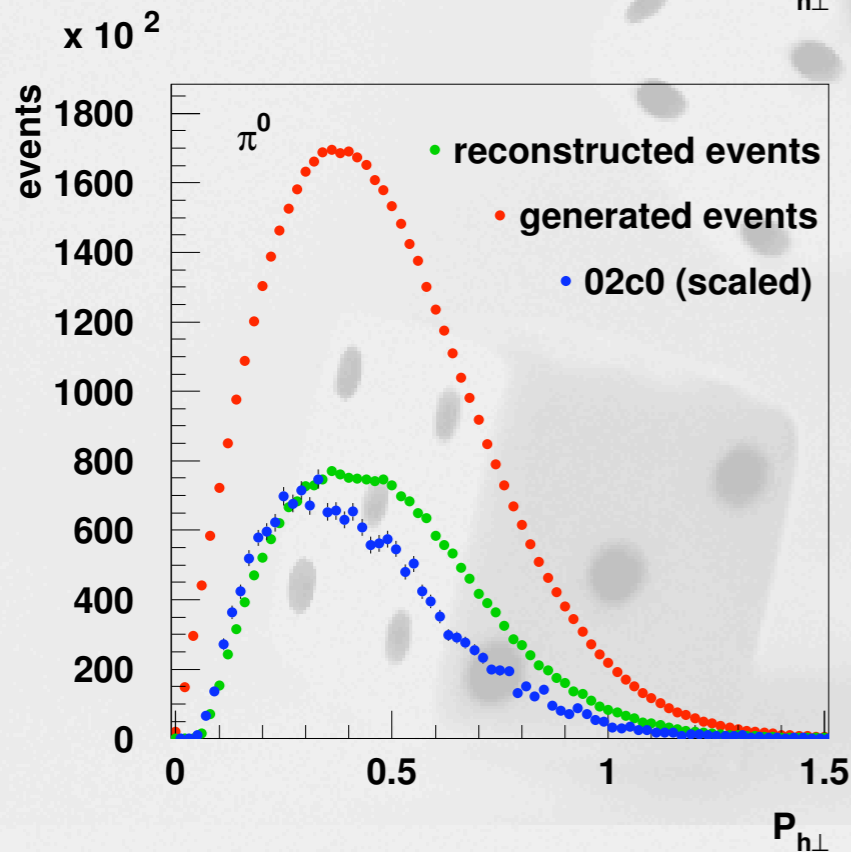 h⊥
x 10 2
events
1800
1600
1400
1200
1000
800
600
400
200
0
π0
reconstructed events
generated events
02c0 (scaled)
0 0.5 1 1.5
Ph⊥